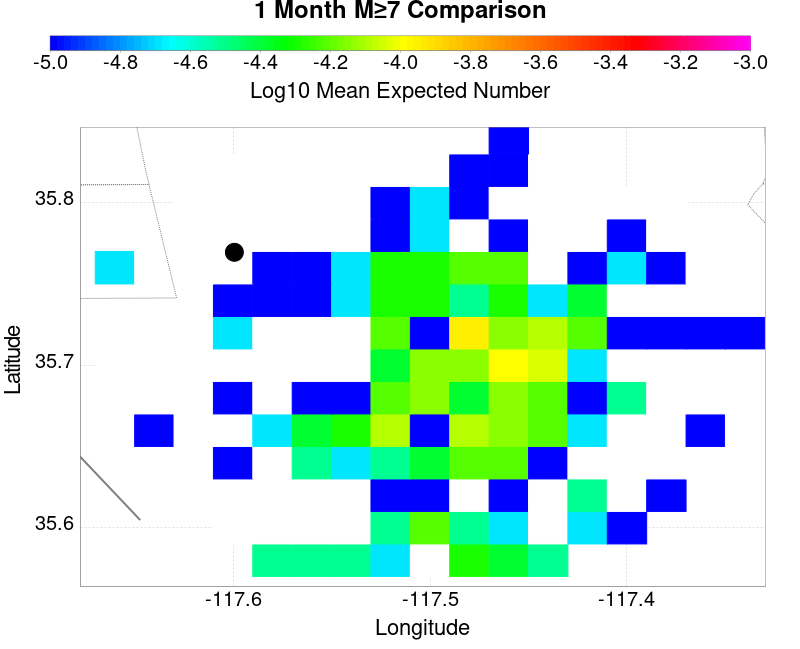 1 Month M≥7 Comparison
-5.0 -4.8 -4.6 -4.4 -4.2 -4.0 -3.8 -3.6 -3.4 -3.2 -3.0
Log10 Mean Expected Number
35.8
35.7
35.6
Latitude
-117.6 -117.5 -117.4
Longitude